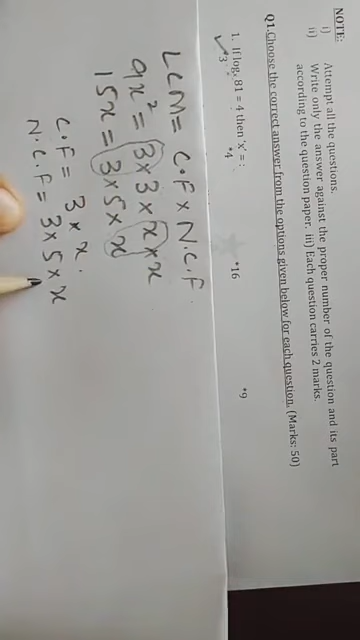 NOTE:
i) Attempt all the questions.
ii) Write only the answer against the proper number of the question and its part
according to the question paper. iii) Each question carries 2 marks.
Q1.Choose the correct answer from the options given below for each question. (Marks: 50)
1. If logₓ 81 = 4 then 'x' = :
*3 *4 *16 *9
LCM = C.F × N.C.F
9x² = 3×3×x×x
15x = 3×5×x
C.F = 3×x.
N.C.F = 3×5×x